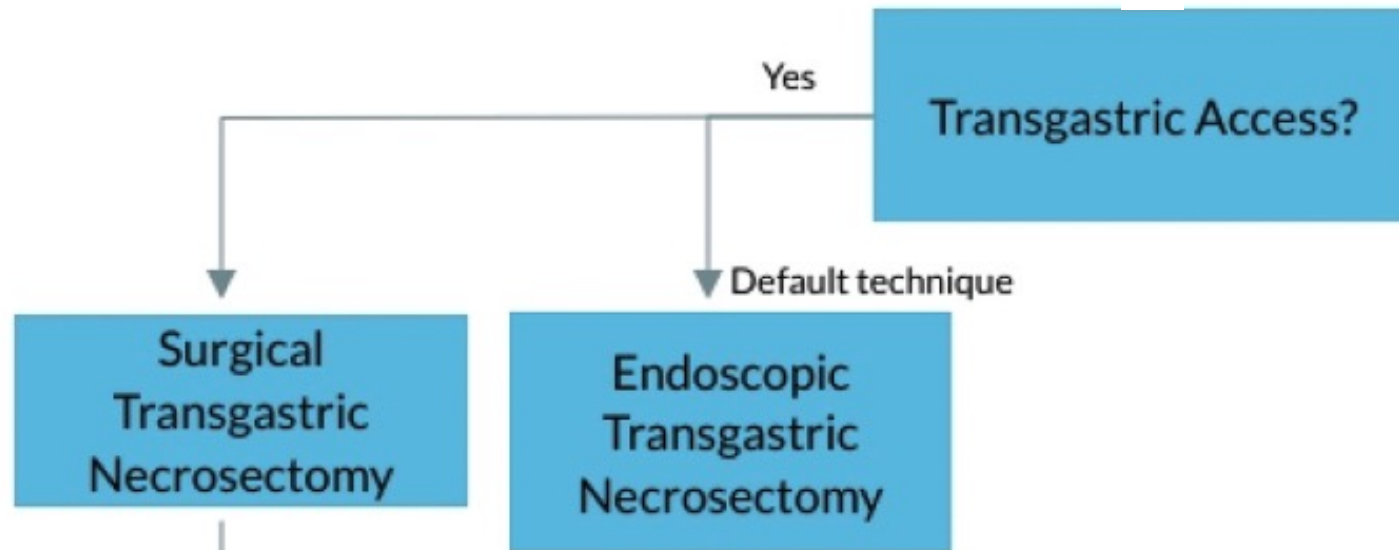 Yes
Transgastric Access?
Default technique
Surgical
Transgastric
Necrosectomy
Endoscopic
Transgastric
Necrosectomy